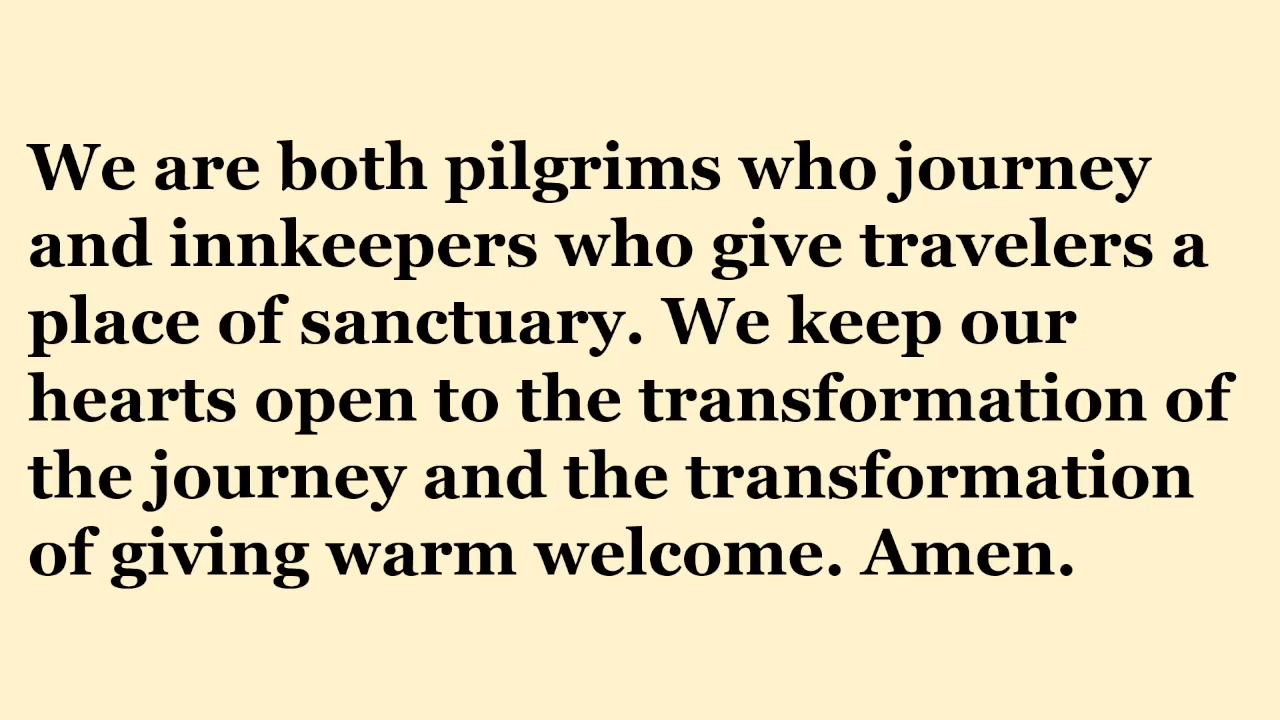 We are both pilgrims who journey
and innkeepers who give travelers a
place of sanctuary. We keep our
hearts open to the transformation of
the journey and the transformation
of giving warm welcome. Amen.